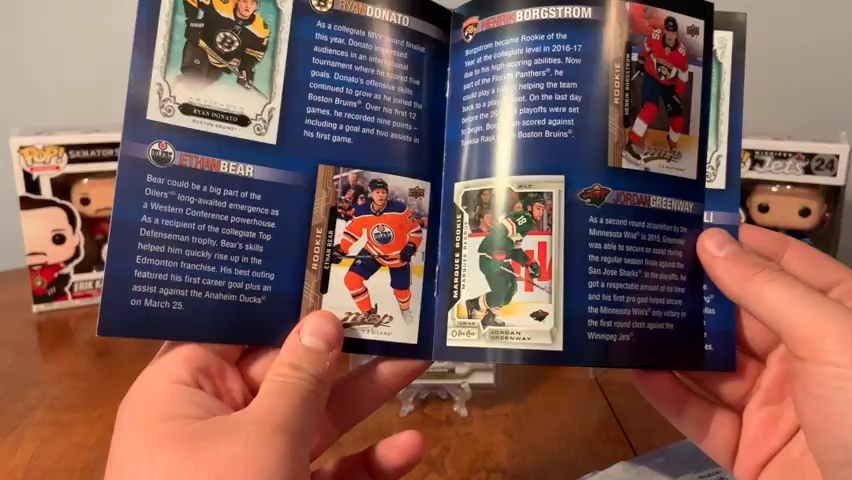 RYANDONATO
As a collegiate MVP award finalist
this year, Donato impressed
audiences in an international
tournament where he scored five
goals. Donato's offensive skills
continued to grow as he joined the
Boston Bruins®. Over his first 12
games, he recorded nine points –
including a goal and two assists in
his first game.
ARTIFACTS
RYAN DONATO
BOSTON BRUINS
ETHANBEAR
Bear could be a big part of the
Oilers' long-awaited emergence as
a Western Conference powerhouse.
As a recipient of the collegiate Top
Defenseman trophy. Bear's skills
helped him quickly rise up in the
Edmonton franchise. His best outing
featured his first career goal plus an
assist against the Anaheim Ducks®
on March 25.
ROOKIE
ETHAN BEAR
MVP
HENRIKBORGSTROM
Borgstrom became Rookie of the
Year at the collegiate level in 2016-17
due to his high-scoring abilities. Now
part of the Florida Panthers®, he
could play a role in helping the team
back to a playoff spot. On the last day
before the playoffs were set
to begin, Borgstrom scored against
Tuukka Rask Boston Bruins®.
ROOKIE
HENRIK BORGSTROM
MVP
JORDANGREENWAY
As a second round acquisition by the
Minnesota Wild® in 2015, Greenway
was able to secure an assist during
the regular season finale against the
San Jose Sharks®. In the playoffs, he
got a respectable amount of ice time
and his first pro goal helped secure
the Minnesota Wild's® only victory in
the first round clash against the
Winnipeg Jets®.
WILD
MARQUEE ROOKIE
O-Pee-Chee
JORDAN
GREENWAY
POP!
SENATORS
ERIK
Jets
24